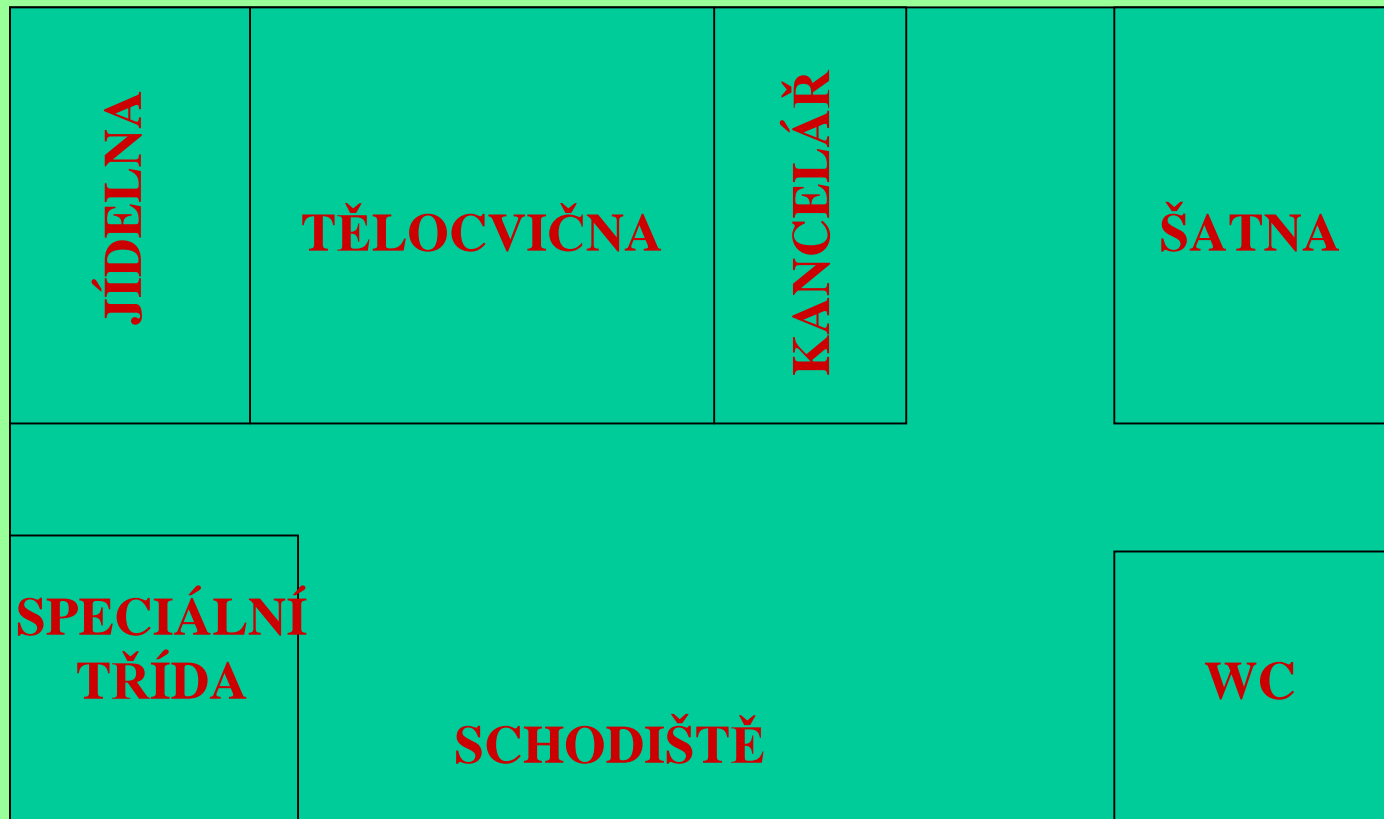 JÍDELNA
TĚLOCVIČNA
KANCELÁŘ
ŠATNA
SPECIÁLNÍ
TŘÍDA
SCHODIŠTĚ
WC